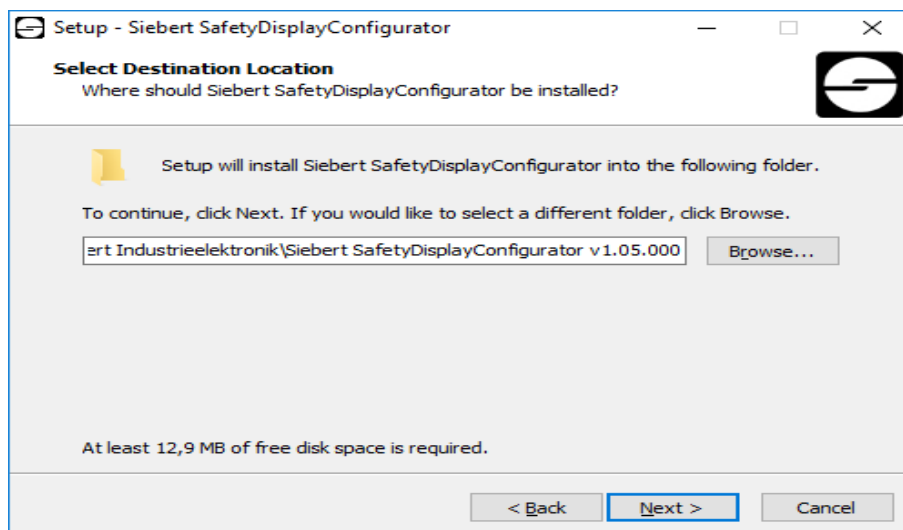 Setup - Siebert SafetyDisplayConfigurator
Select Destination Location
Where should Siebert SafetyDisplayConfigurator be installed?
Setup will install Siebert SafetyDisplayConfigurator into the following folder.
To continue, click Next. If you would like to select a different folder, click Browse.
ert Industrieelektronik\Siebert SafetyDisplayConfigurator v1.05.000
Browse...
At least 12,9 MB of free disk space is required.
< Back Next > Cancel